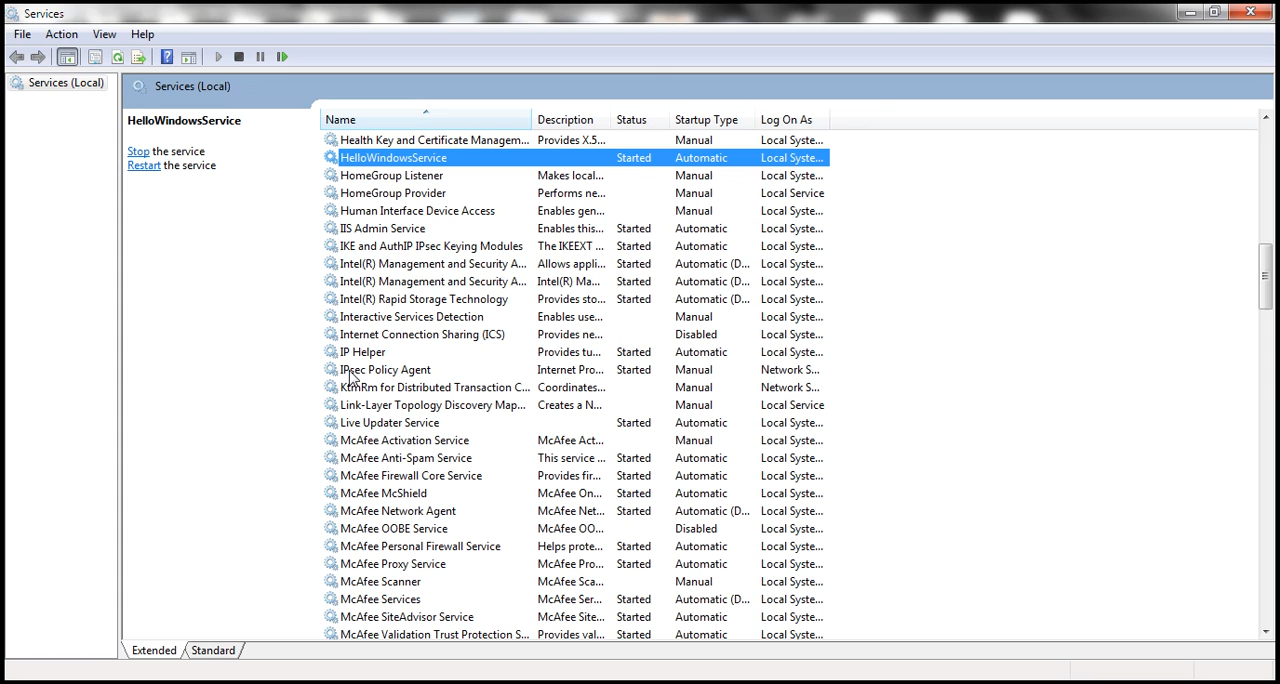 Services
File Action View Help
Services (Local)
Services (Local)
HelloWindowsService
Stop the service
Restart the service
Name Description Status Startup Type Log On As
Health Key and Certificate Managem... Provides X.5... Manual Local Syste...
HelloWindowsService Started Automatic Local Syste...
HomeGroup Listener Makes local... Manual Local Syste...
HomeGroup Provider Performs ne... Manual Local Service
Human Interface Device Access Enables gen... Manual Local Syste...
IIS Admin Service Enables this... Started Automatic Local Syste...
IKE and AuthIP IPsec Keying Modules The IKEEXT ... Started Automatic Local Syste...
Intel(R) Management and Security A... Allows appli... Started Automatic (D... Local Syste...
Intel(R) Management and Security A... Intel(R) Ma... Started Automatic (D... Local Syste...
Intel(R) Rapid Storage Technology Provides sto... Started Automatic (D... Local Syste...
Interactive Services Detection Enables use... Manual Local Syste...
Internet Connection Sharing (ICS) Provides ne... Disabled Local Syste...
IP Helper Provides tu... Started Automatic Local Syste...
IPsec Policy Agent Internet Pro... Started Manual Network S...
KtmRm for Distributed Transaction C... Coordinates... Manual Network S...
Link-Layer Topology Discovery Map... Creates a N... Manual Local Service
Live Updater Service Started Automatic Local Syste...
McAfee Activation Service McAfee Act... Manual Local Syste...
McAfee Anti-Spam Service This service ... Started Automatic Local Syste...
McAfee Firewall Core Service Provides fir... Started Automatic Local Syste...
McAfee McShield McAfee On... Started Automatic Local Syste...
McAfee Network Agent McAfee Net... Started Automatic (D... Local Syste...
McAfee OOBE Service McAfee OO... Disabled Local Syste...
McAfee Personal Firewall Service Helps prote... Started Automatic Local Syste...
McAfee Proxy Service McAfee Pro... Started Automatic Local Syste...
McAfee Scanner McAfee Sca... Manual Local Syste...
McAfee Services McAfee Ser... Started Automatic (D... Local Syste...
McAfee SiteAdvisor Service McAfee Site... Started Automatic Local Syste...
McAfee Validation Trust Protection S... Provides val... Started Automatic Local Syste...
Extended Standard